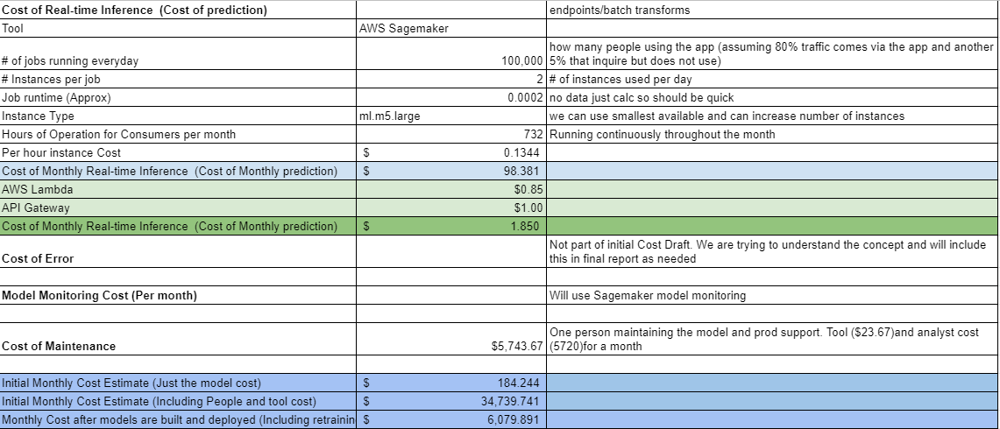 Cost of Real-time Inference (Cost of prediction) endpoints/batch transforms
Tool AWS Sagemaker
how many people using the app (assuming 80% traffic comes via the app and another
# of jobs running everyday 100,000 5% that inquire but does not use)
# Instances per job 2 # of instances used per day
Job runtime (Approx) 0.0002 no data just calc so should be quick
Instance Type ml.m5.large we can use smallest available and can increase number of instances
Hours of Operation for Consumers per month 732 Running continuously throughout the month
Per hour instance Cost $ 0.1344
Cost of Monthly Real-time Inference (Cost of Monthly prediction) $ 98.381
AWS Lambda $0.85
API Gateway $1.00
Cost of Monthly Real-time Inference (Cost of Monthly prediction) $ 1.850
Not part of initial Cost Draft. We are trying to understand the concept and will include
Cost of Error this in final report as needed
Model Monitoring Cost (Per month) Will use Sagemaker model monitoring
One person maintaining the model and prod support. Tool ($23.67)and analyst cost
Cost of Maintenance $5,743.67 (5720)for a month
Initial Monthly Cost Estimate (Just the model cost) $ 184.244
Initial Monthly Cost Estimate (Including People and tool cost) $ 34,739.741
Monthly Cost after models are built and deployed (Including retrainin $ 6,079.891